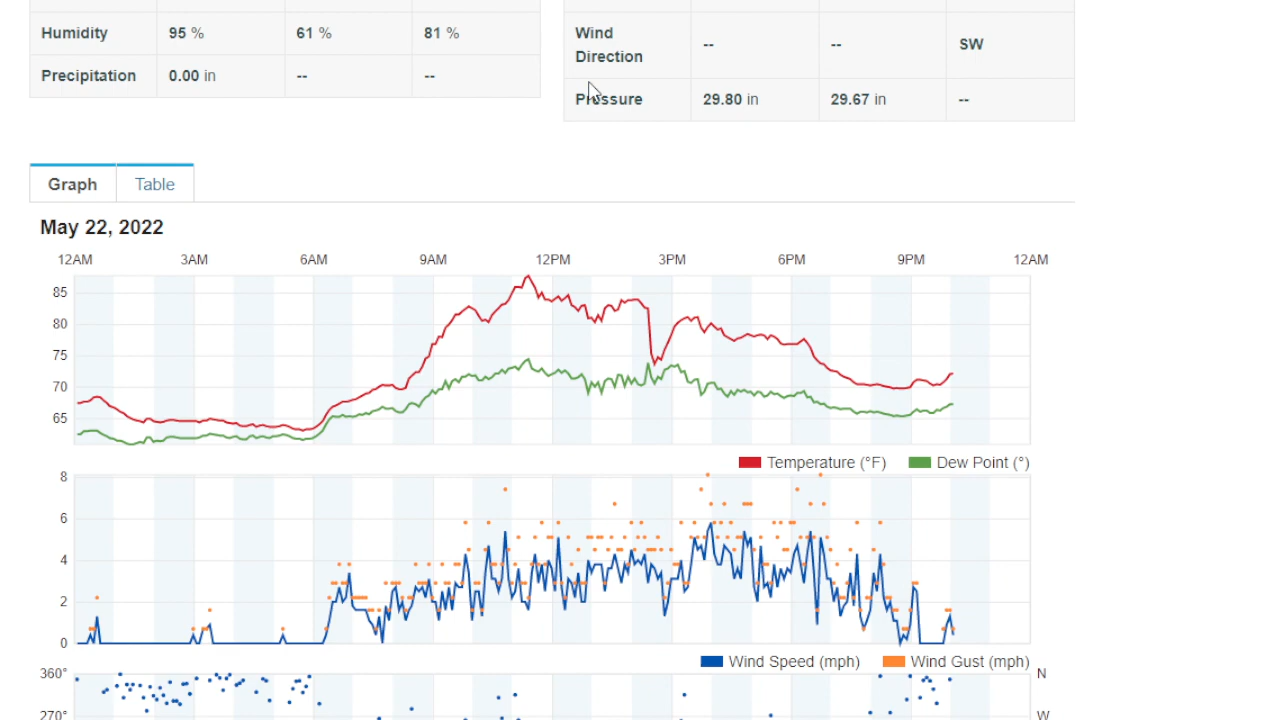 Humidity 95 % 61 % 81 %
Precipitation 0.00 in -- --
Wind Direction -- -- SW
Pressure 29.80 in 29.67 in --
Graph Table
May 22, 2022
12AM 3AM 6AM 9AM 12PM 3PM 6PM 9PM 12AM
85
80
75
70
65
Temperature (°F) Dew Point (°)
8
6
4
2
0
Wind Speed (mph) Wind Gust (mph)
360° N
270° W